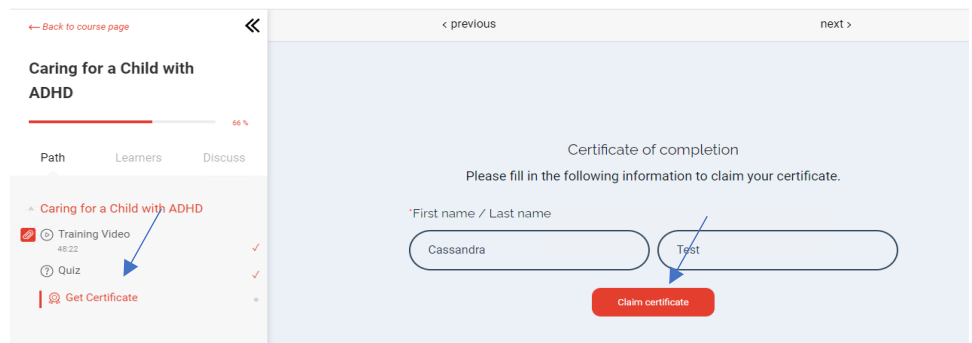 ← Back to course page
Caring for a Child with
ADHD
66 %
Path Learners Discuss
Caring for a Child with ADHD
Training Video
48:22
Quiz
Get Certificate
< previous next >
Certificate of completion
Please fill in the following information to claim your certificate.
*First name / Last name
Cassandra Test
Claim certificate